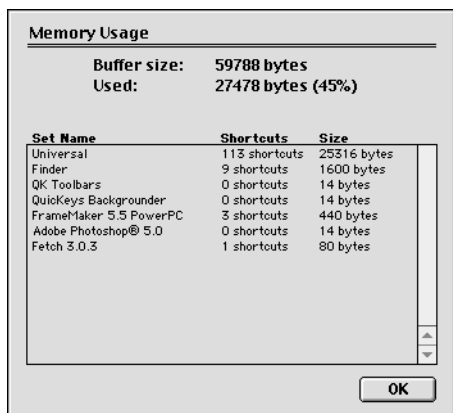 Memory Usage
Buffer size: 59788 bytes
Used: 27478 bytes (45%)
Set Name Shortcuts Size
Universal 113 shortcuts 25316 bytes
Finder 9 shortcuts 1600 bytes
QK Toolbars 0 shortcuts 14 bytes
QuicKeys Backgrounder 0 shortcuts 14 bytes
FrameMaker 5.5 PowerPC 3 shortcuts 440 bytes
Adobe Photoshop® 5.0 0 shortcuts 14 bytes
Fetch 3.0.3 1 shortcuts 80 bytes
OK